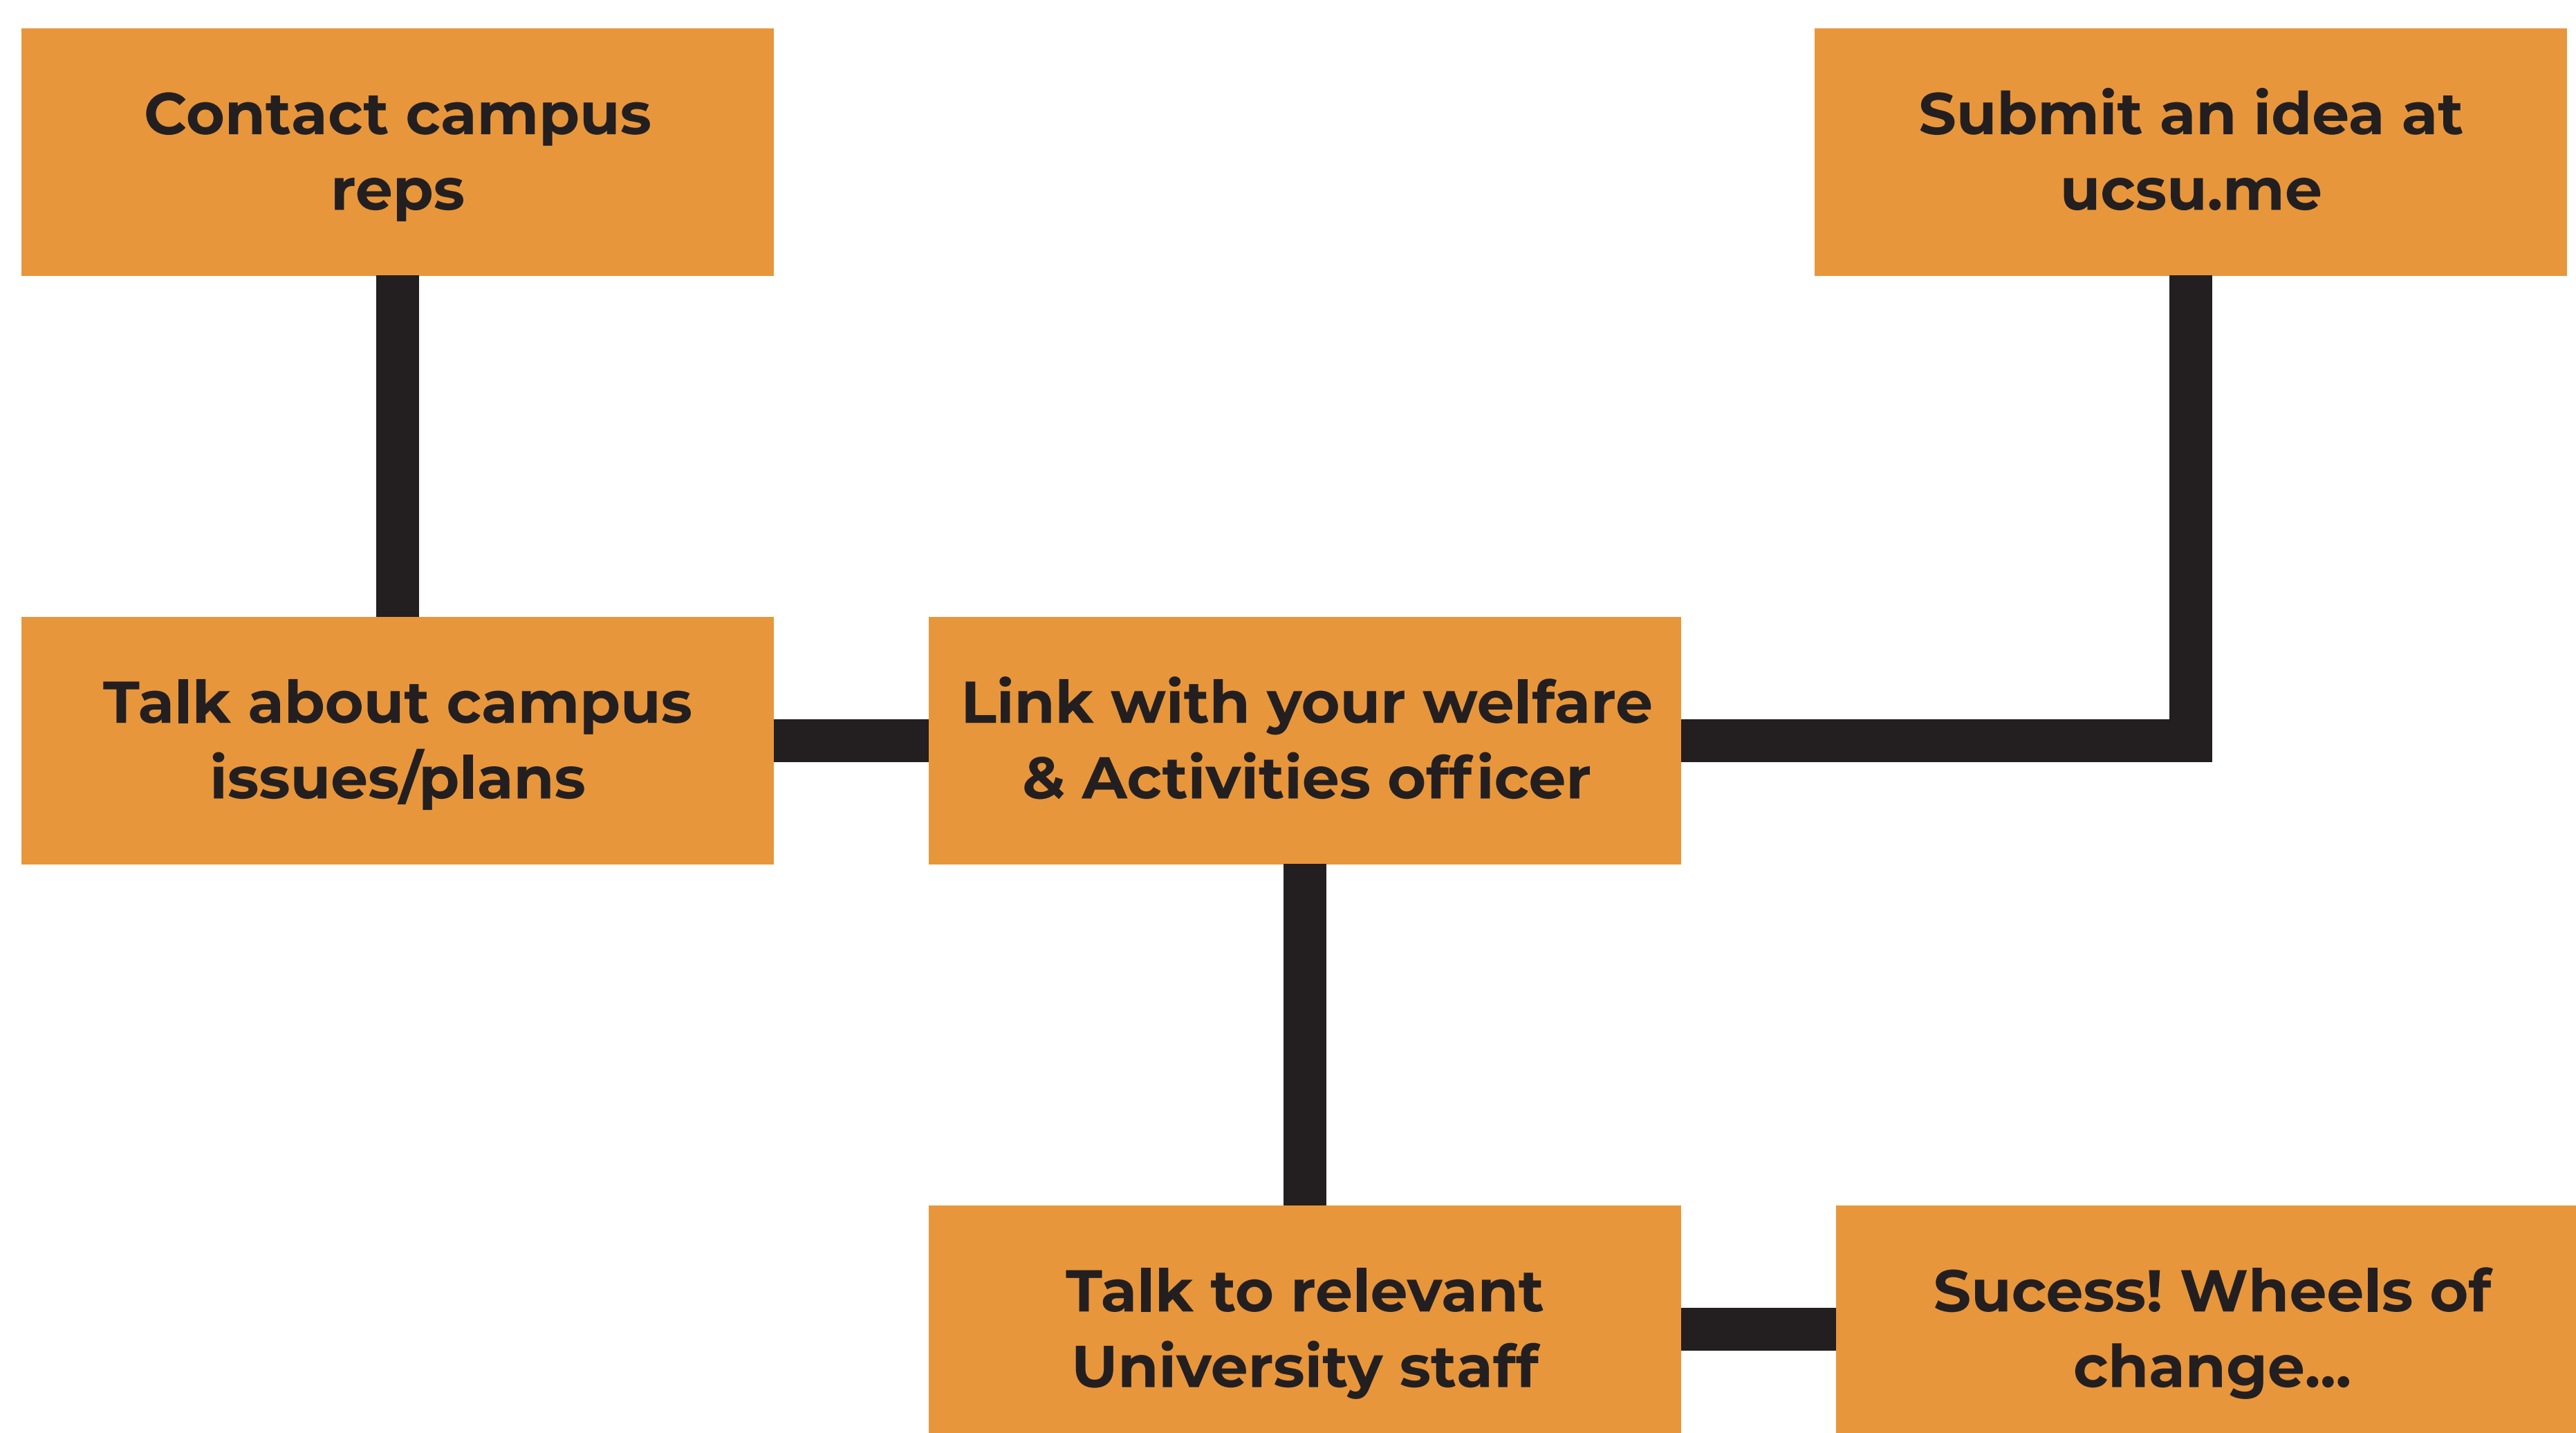 Contact campus
reps
Submit an idea at
ucsu.me
Talk about campus
issues/plans
Link with your welfare
& Activities officer
Talk to relevant
University staff
Sucess! Wheels of
change...